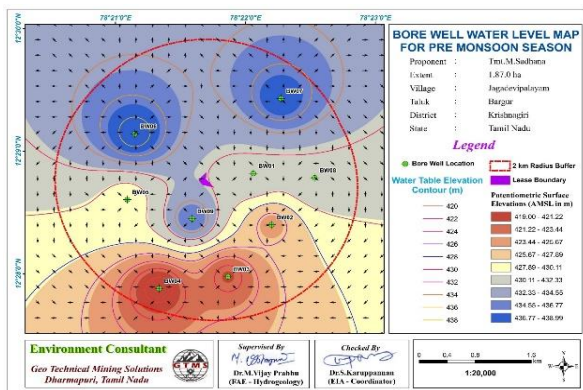 78°21'0"E
78°22'0"E
78°23'0"E
12°30'0"N
12°29'0"N
12°28'0"N
BW07
BW06
BW01
BW08
BW05
BW09
BW02
BW04
BW03
BORE WELL WATER LEVEL MAP
FOR PRE MONSOON SEASON
Proponent : Tmt.M.Sadhana
Extent : 1.87.0 ha
Village : Jagadevipalayam
Taluk : Bargur
District : Krishnagiri
State : Tamil Nadu
Legend
Bore Well Location
2 km Radius Buffer
Lease Boundary
Water Table Elevation
Contour (m)
420
422
424
426
428
430
432
434
436
438
Potentiometric Surface
Elevations (AMSL in m)
419.00 - 421.22
421.22 - 423.44
423.44 - 425.67
425.67 - 427.89
427.89 - 430.11
430.11 - 432.33
432.33 - 434.55
434.55 - 436.77
436.77 - 438.99
Environment Consultant
Geo Technical Mining Solutions
Dharmapuri, Tamil Nadu
GTMS
Supervised By
Dr.M.Vijay Prabhu
(FAE - Hydrogeology)
Checked By
Dr.S.Karuppannan
(EIA - Coordinator)
0 0.4 0.8 1.6
km
1:20,000